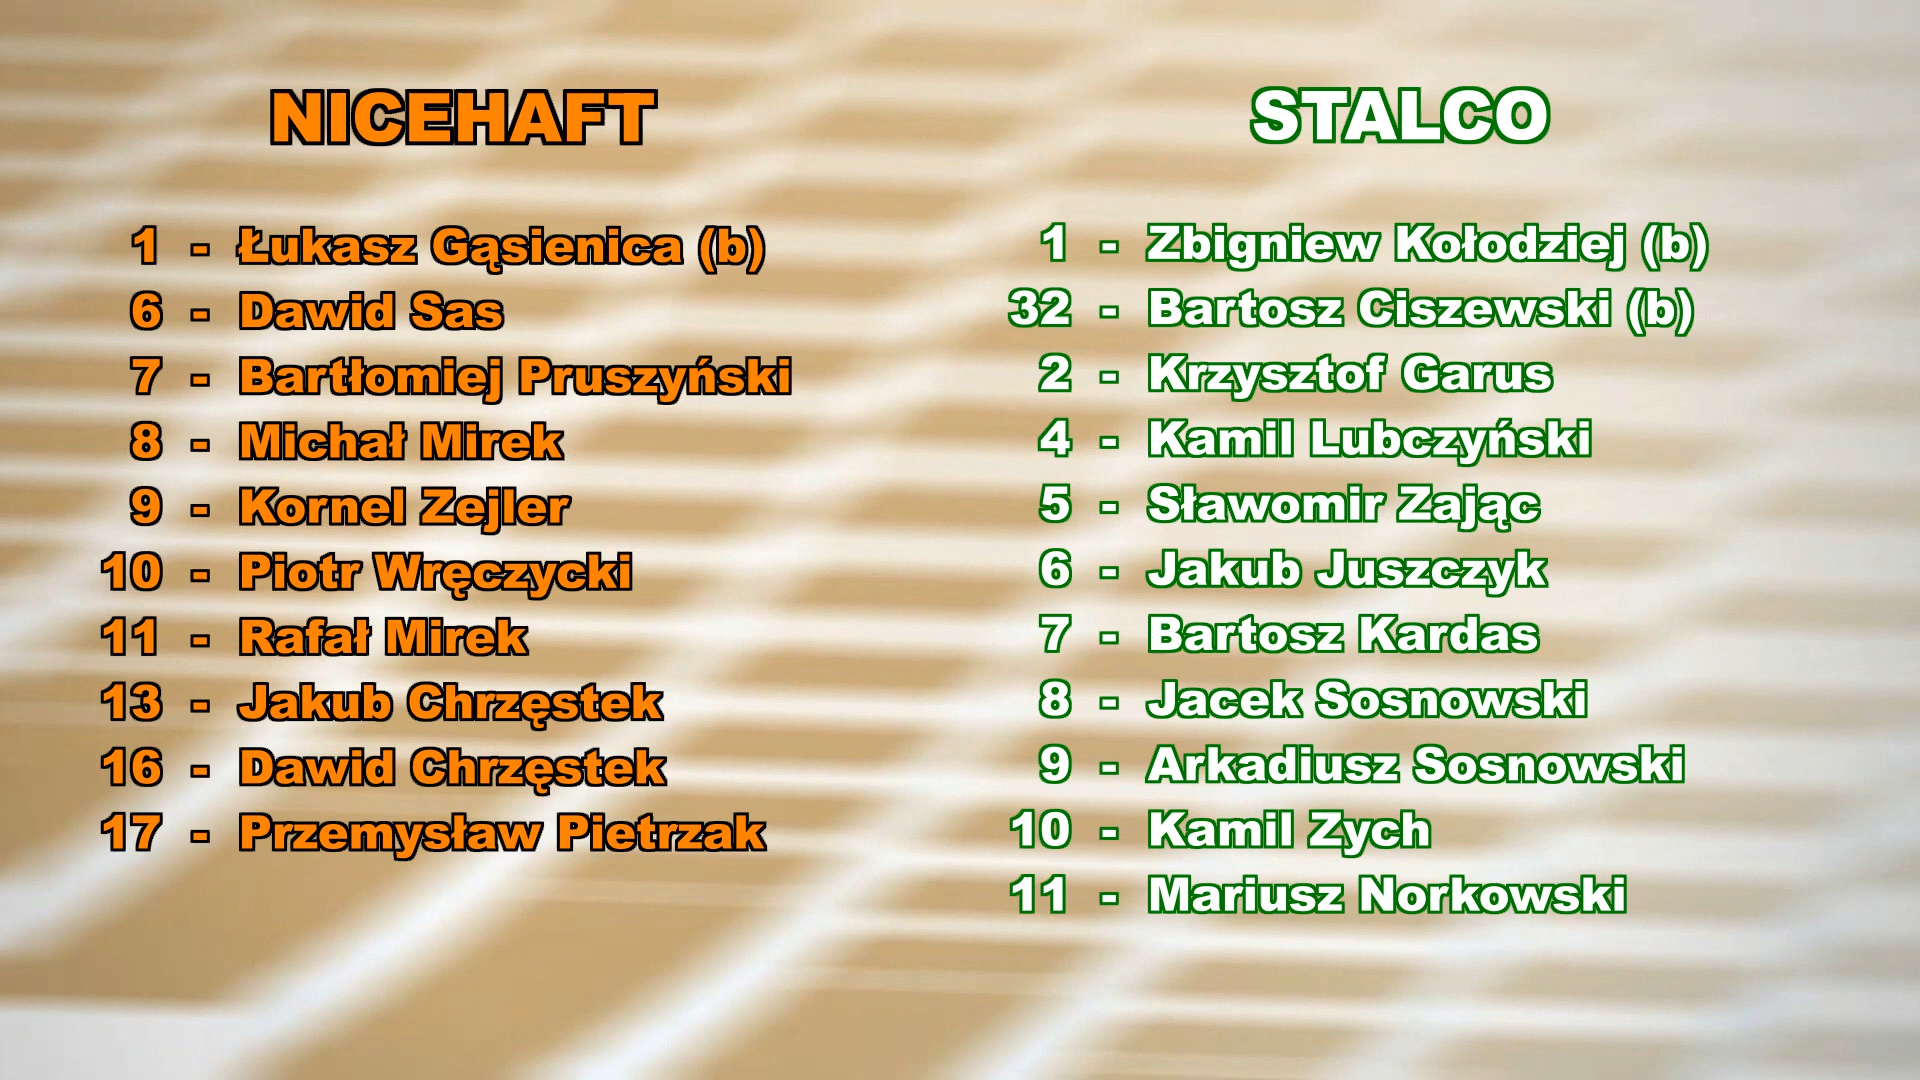 NICEHAFT
1 - Łukasz Gąsienica (b)
6 - Dawid Sas
7 - Bartłomiej Pruszyński
8 - Michał Mirek
9 - Kornel Zejler
10 - Piotr Wręczycki
11 - Rafał Mirek
13 - Jakub Chrzęstek
16 - Dawid Chrzęstek
17 - Przemysław Pietrzak
STALCO
1 - Zbigniew Kołodziej (b)
32 - Bartosz Ciszewski (b)
2 - Krzysztof Garus
4 - Kamil Lubczyński
5 - Sławomir Zając
6 - Jakub Juszczyk
7 - Bartosz Kardas
8 - Jacek Sosnowski
9 - Arkadiusz Sosnowski
10 - Kamil Zych
11 - Mariusz Norkowski